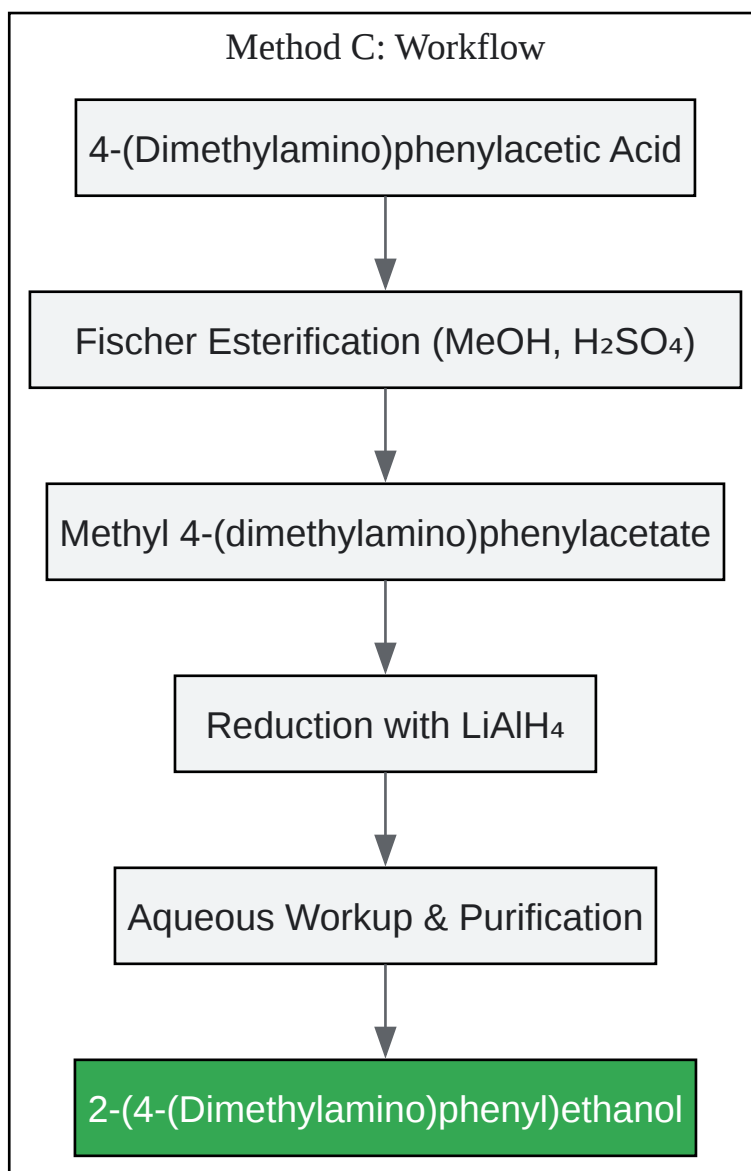 Method C: Workflow
4-(Dimethylamino)phenylacetic Acid
Fischer Esterification (MeOH, H₂SO₄)
Methyl 4-(dimethylamino)phenylacetate
Reduction with LiAlH₄
Aqueous Workup & Purification
2-(4-(Dimethylamino)phenyl)ethanol